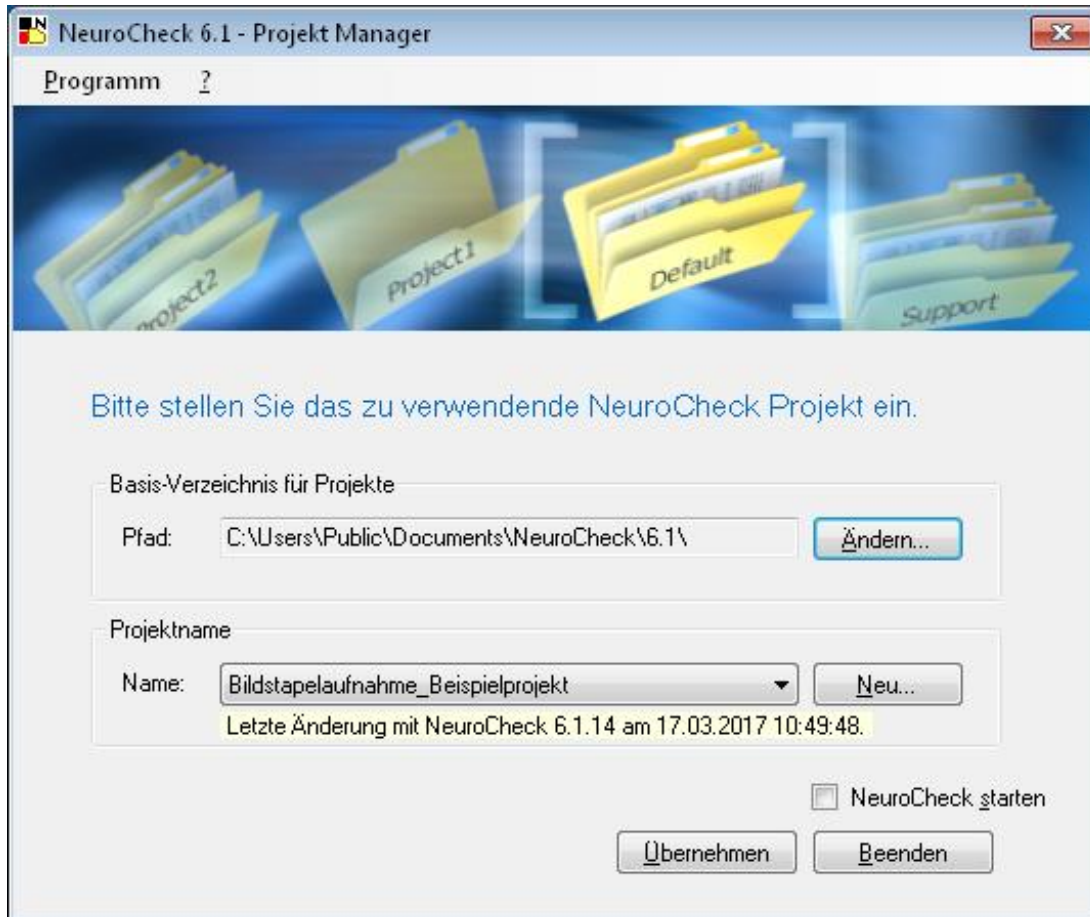 NeuroCheck 6.1 - Projekt Manager
Programm ?
Project2 Project1 Default Support
Bitte stellen Sie das zu verwendende NeuroCheck Projekt ein.
Basis-Verzeichnis für Projekte
Pfad: C:\Users\Public\Documents\NeuroCheck\6.1\ Ändern...
Projektname
Name: Bildstapelaufnahme_Beispielprojekt Neu...
Letzte Änderung mit NeuroCheck 6.1.14 am 17.03.2017 10:49:48.
NeuroCheck starten
Übernehmen Beenden